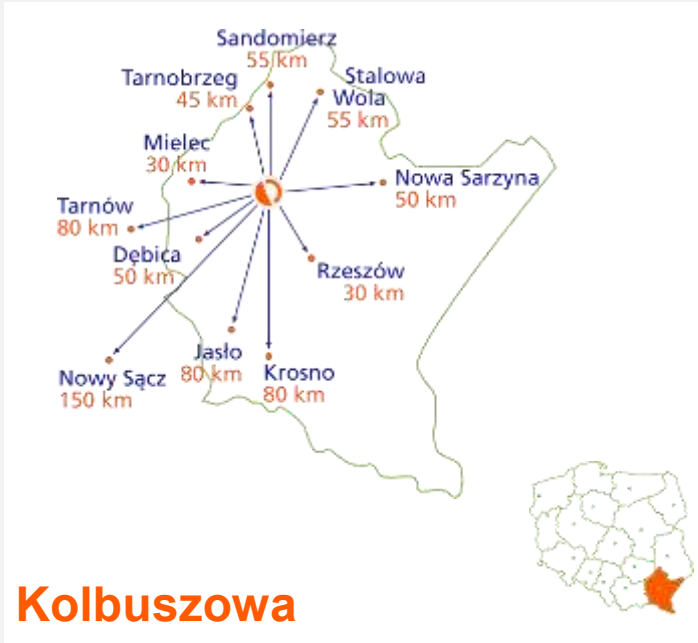 Sandomierz
55 km
Tarnobrzeg
45 km
Stalowa
Wola
55 km
Mielec
30 km
Nowa Sarzyna
50 km
Tarnów
80 km
Dębica
50 km
Rzeszów
30 km
Jasło
80 km
Krosno
80 km
Nowy Sącz
150 km
Kolbuszowa